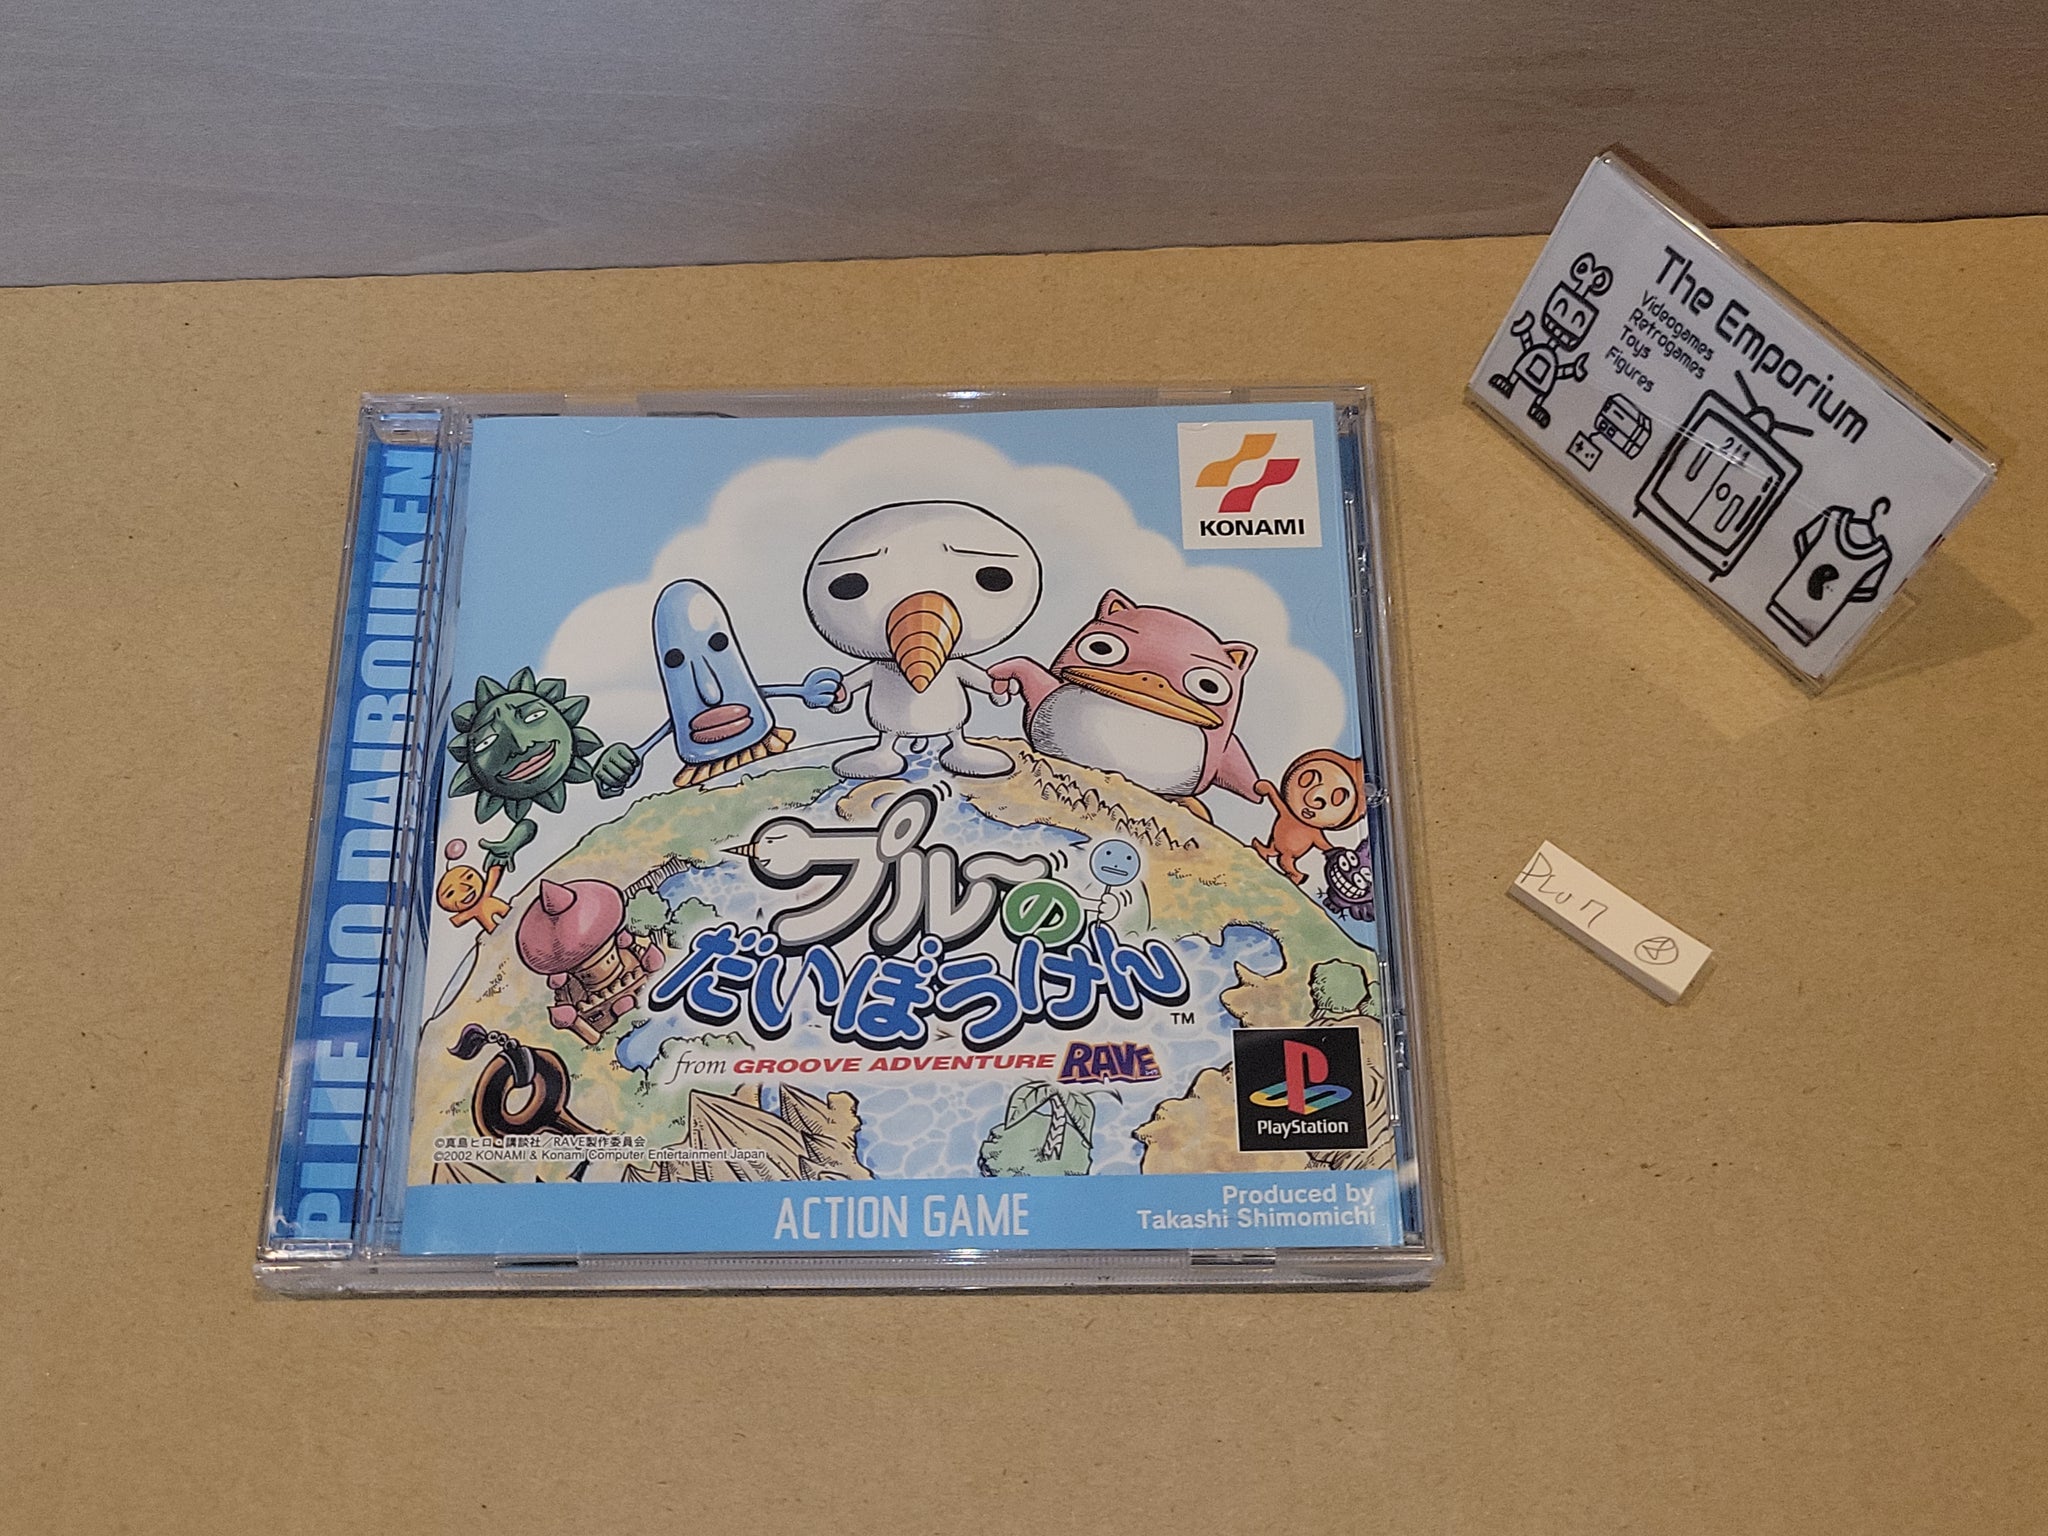 PLUE NO DAIBOUKEN
KONAMI
プルーの
だいぼうけん
TM
from GROOVE ADVENTURE RAVE
©真島ヒロ・講談社／RAVE製作委員会
©2002 KONAMI & Konami Computer Entertainment Japan
PlayStation
ACTION GAME
Produced by
Takashi Shimomichi
The Emporium
Videogames
Retrogames
Toys
Figures